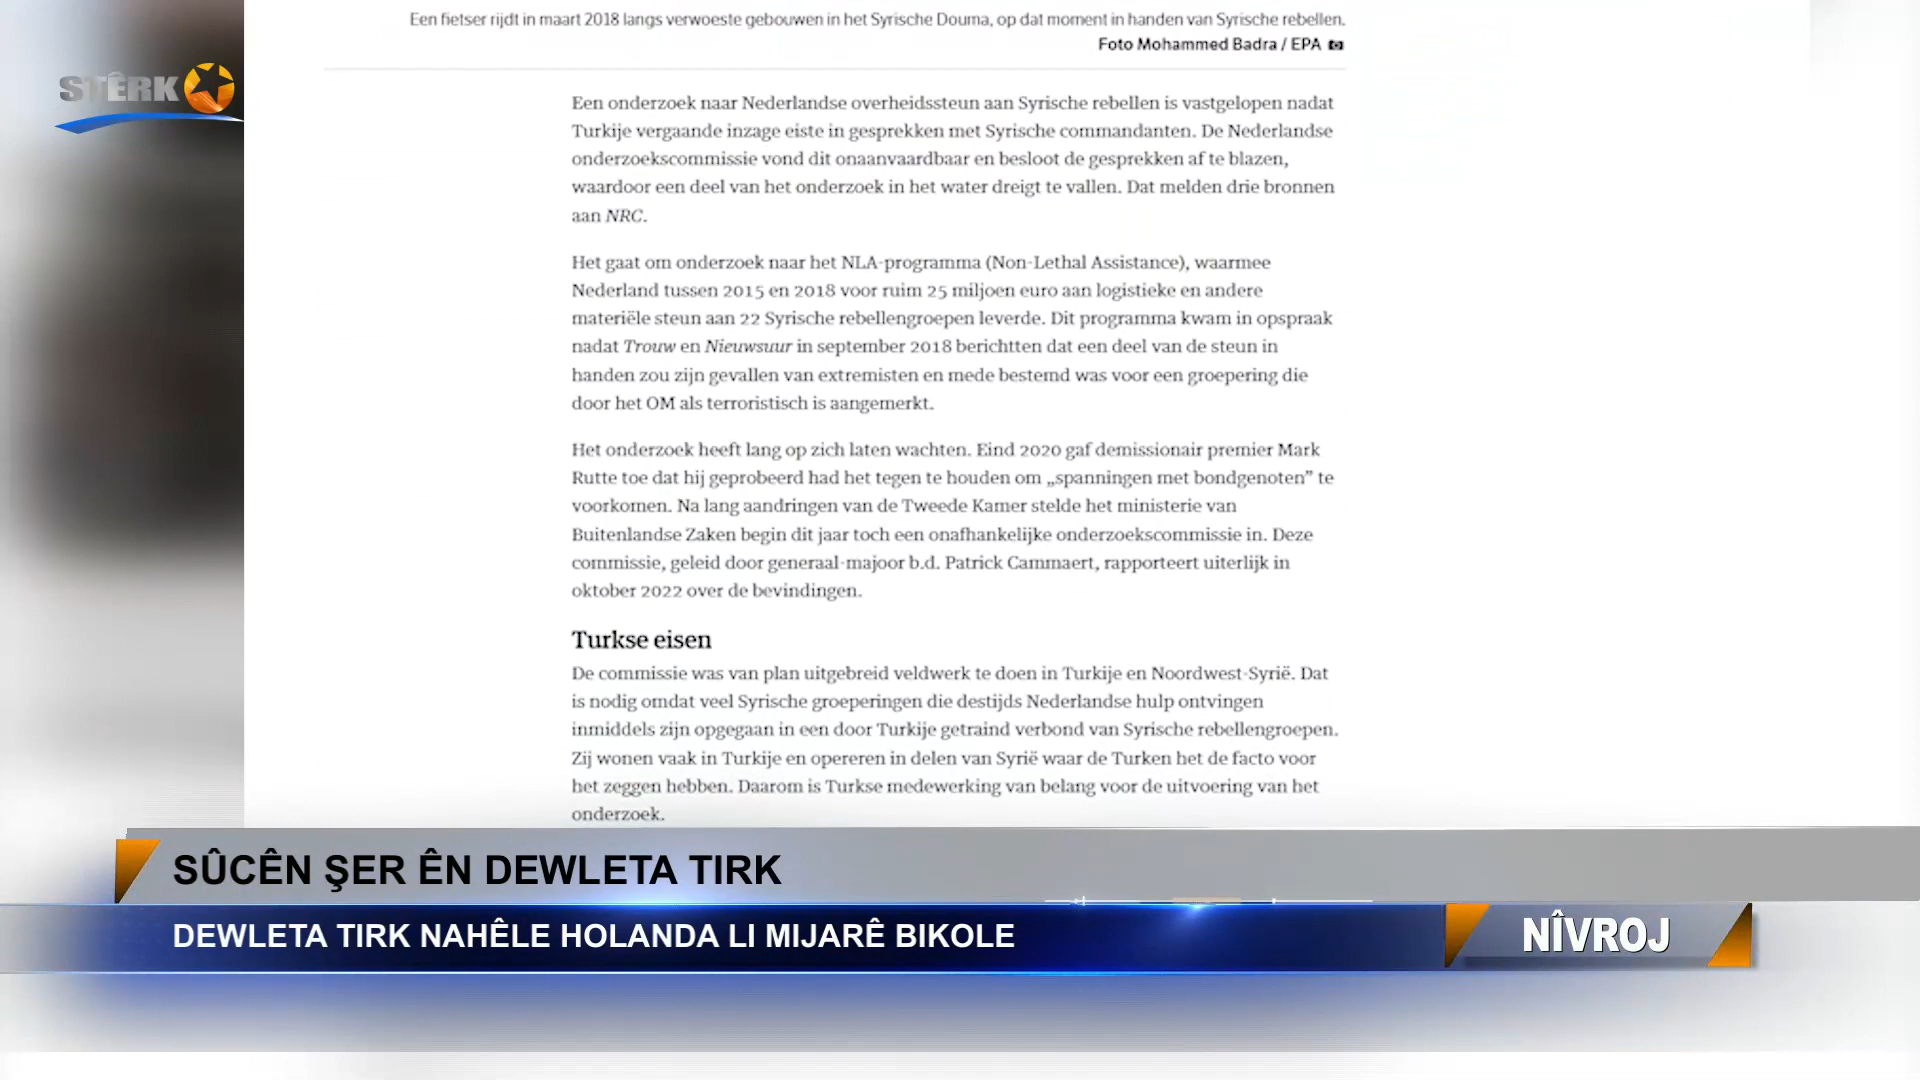 Een fietser rijdt in maart 2018 langs verwoeste gebouwen in het Syrische Douma, op dat moment in handen van Syrische rebellen.
Foto Mohammed Badra / EPA
STÊRK
Een onderzoek naar Nederlandse overheidssteun aan Syrische rebellen is vastgelopen nadat
Turkije vergaande inzage eiste in gesprekken met Syrische commandanten. De Nederlandse
onderzoekscommissie vond dit onaanvaardbaar en besloot de gesprekken af te blazen,
waardoor een deel van het onderzoek in het water dreigt te vallen. Dat melden drie bronnen
aan NRC.
Het gaat om onderzoek naar het NLA-programma (Non-Lethal Assistance), waarmee
Nederland tussen 2015 en 2018 voor ruim 25 miljoen euro aan logistieke en andere
materiële steun aan 22 Syrische rebellengroepen leverde. Dit programma kwam in opspraak
nadat Trouw en Nieuwsuur in september 2018 berichtten dat een deel van de steun in
handen zou zijn gevallen van extremisten en mede bestemd was voor een groepering die
door het OM als terroristisch is aangemerkt.
Het onderzoek heeft lang op zich laten wachten. Eind 2020 gaf demissionair premier Mark
Rutte toe dat hij geprobeerd had het tegen te houden om „spanningen met bondgenoten” te
voorkomen. Na lang aandringen van de Tweede Kamer stelde het ministerie van
Buitenlandse Zaken begin dit jaar toch een onafhankelijke onderzoekscommissie in. Deze
commissie, geleid door generaal-majoor b.d. Patrick Cammaert, rapporteert uiterlijk in
oktober 2022 over de bevindingen.
Turkse eisen
De commissie was van plan uitgebreid veldwerk te doen in Turkije en Noordwest-Syrië. Dat
is nodig omdat veel Syrische groeperingen die destijds Nederlandse hulp ontvingen
inmiddels zijn opgegaan in een door Turkije getraind verbond van Syrische rebellengroepen.
Zij wonen vaak in Turkije en opereren in delen van Syrië waar de Turken het de facto voor
het zeggen hebben. Daarom is Turkse medewerking van belang voor de uitvoering van het
onderzoek.
SÛCÊN ŞER ÊN DEWLETA TIRK
DEWLETA TIRK NAHÊLE HOLANDA LI MIJARÊ BIKOLE
NÎVROJ